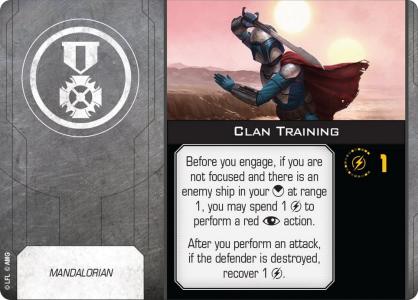 CLAN TRAINING
Before you engage, if you are
not focused and there is an
enemy ship in your at range
1, you may spend 1 to
perform a red action.
After you perform an attack,
if the defender is destroyed,
recover 1 .
1
MANDALORIAN
© LFL © AMG